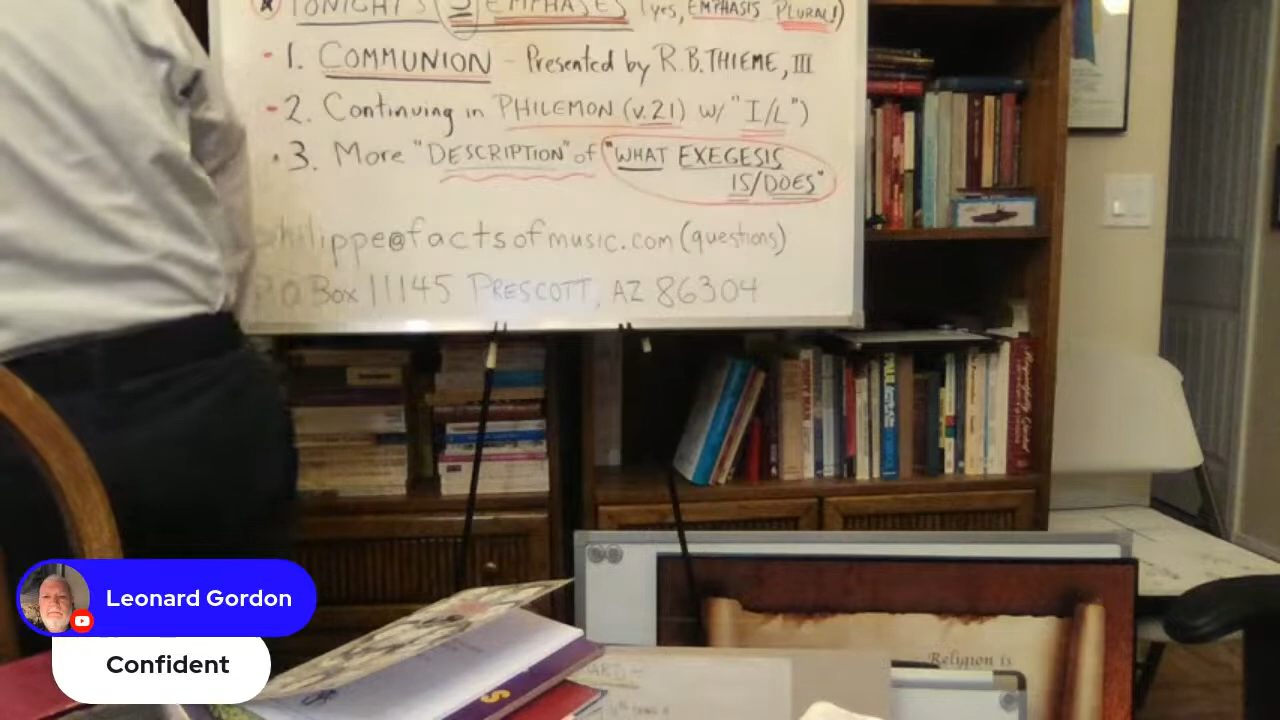 TONIGHT'S 3 EMPHASES (yes, EMPHASIS PLURAL!)
- 1. COMMUNION - Presented by R.B. THIEME, III
- 2. Continuing in PHILEMON (v.21) w/ "I/L")
· 3. More "DESCRIPTION" of "WHAT EXEGESIS
IS/DOES"
philippe@factsofmusic.com (questions)
PO Box 11145 PRESCOTT, AZ 86304
Religion is
Leonard Gordon
Confident